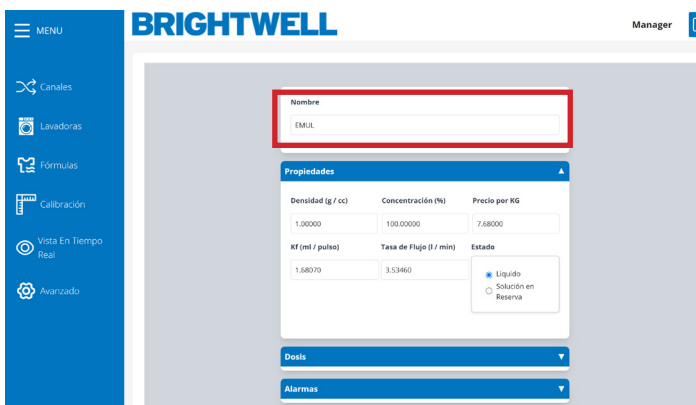 MENU
BRIGHTWELL
Manager
Canales
Lavadoras
Fórmulas
Calibración
Vista En Tiempo
Real
Avanzado
Nombre
EMUL
Propiedades
Densidad (g / cc) Concentración (%) Precio por KG
1.00000 100.00000 7.68000
Kf (ml / pulso) Tasa de Flujo (l / min) Estado
1.68070 3.53460
Liquido
Solución en
Reserva
Dosis
Alarmas